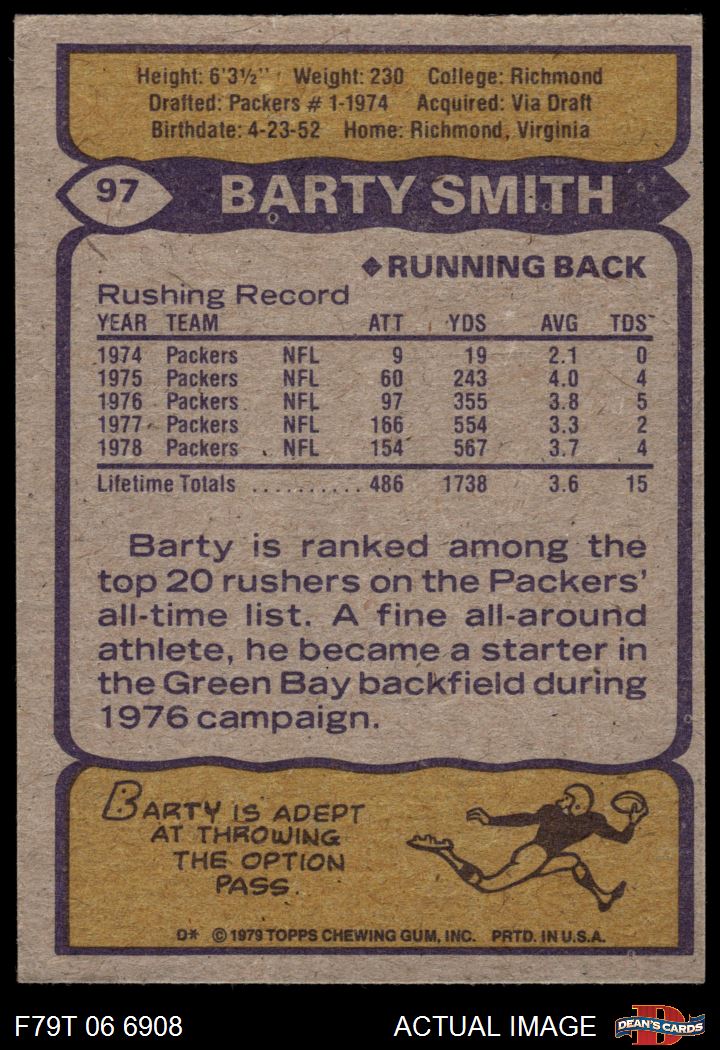 Height: 6'3½" Weight: 230 College: Richmond
Drafted: Packers # 1-1974 Acquired: Via Draft
Birthdate: 4-23-52 Home: Richmond, Virginia
97 BARTY SMITH
◆RUNNING BACK
Rushing Record
YEAR TEAM ATT YDS AVG TDS
1974 Packers NFL 9 19 2.1 0
1975 Packers NFL 60 243 4.0 4
1976 Packers NFL 97 355 3.8 5
1977 Packers NFL 166 554 3.3 2
1978 Packers NFL 154 567 3.7 4
Lifetime Totals .......... 486 1738 3.6 15
Barty is ranked among the
top 20 rushers on the Packers'
all-time list. A fine all-around
athlete, he became a starter in
the Green Bay backfield during
1976 campaign.
BARTY IS ADEPT
AT THROWING
THE OPTION
PASS.
D* © 1979 TOPPS CHEWING GUM, INC. PRTD. IN U.S.A.
F79T 06 6908 ACTUAL IMAGE D DEAN'S CARDS